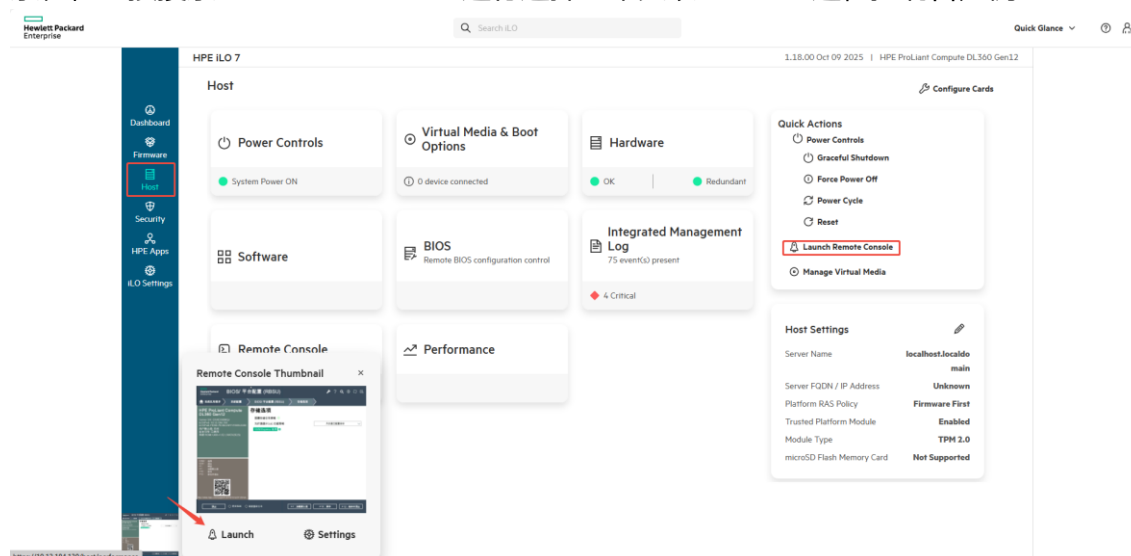 Hewlett Packard
Enterprise
Search iLO
Quick Glance
HPE iLO 7
1.18.00 Oct 09 2025 | HPE ProLiant Compute DL360 Gen12
Host
Configure Cards
Dashboard
Firmware
Host
Security
HPE Apps
iLO Settings
Power Controls
System Power ON
Virtual Media & Boot
Options
0 device connected
Hardware
OK
Redundant
Software
BIOS
Remote BIOS configuration control
Integrated Management
Log
75 event(s) present
4 Critical
Remote Console
Performance
Quick Actions
Power Controls
Graceful Shutdown
Force Power Off
Power Cycle
Reset
Launch Remote Console
Manage Virtual Media
Host Settings
Server Name localhost.localdo
main
Server FQDN / IP Address Unknown
Platform RAS Policy Firmware First
Trusted Platform Module Enabled
Module Type TPM 2.0
microSD Flash Memory Card Not Supported
Remote Console Thumbnail
存储选项
Launch
Settings